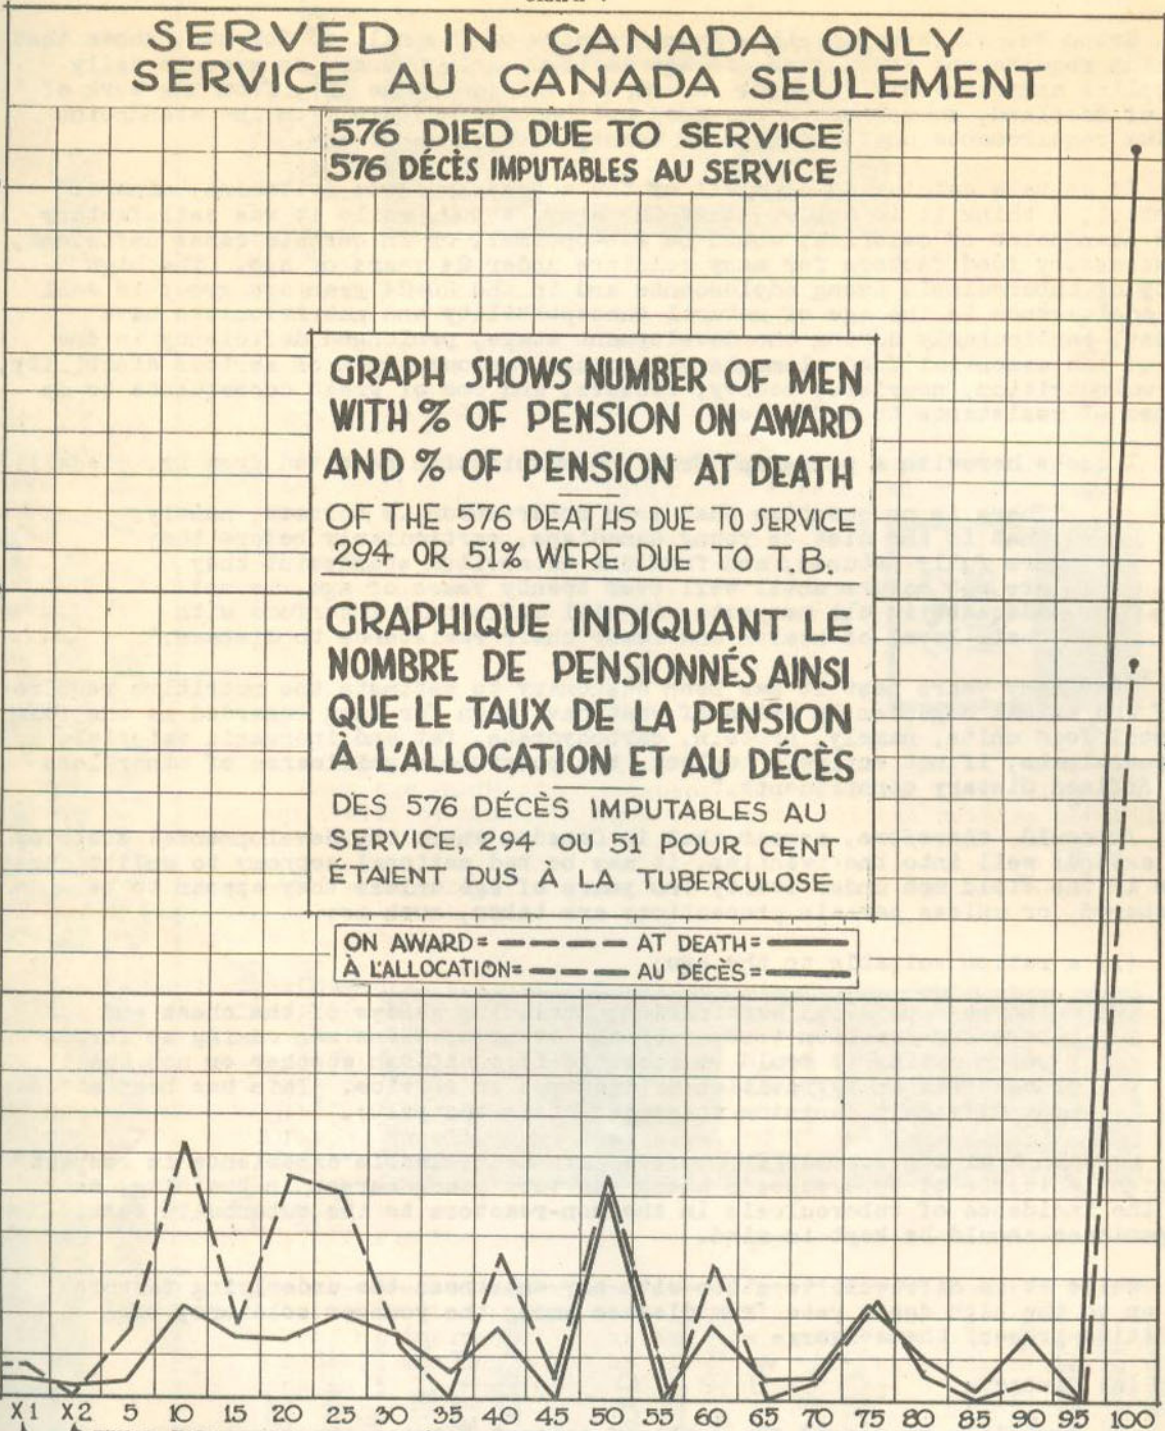 SERVED IN CANADA ONLY
SERVICE AU CANADA SEULEMENT
576 DIED DUE TO SERVICE
576 DÉCÈS IMPUTABLES AU SERVICE
GRAPH SHOWS NUMBER OF MEN
WITH % OF PENSION ON AWARD
AND % OF PENSION AT DEATH
OF THE 576 DEATHS DUE TO SERVICE
294 OR 51% WERE DUE TO T.B.
GRAPHIQUE INDIQUANT LE
NOMBRE DE PENSIONNÉS AINSI
QUE LE TAUX DE LA PENSION
À L'ALLOCATION ET AU DÉCÈS
DES 576 DÉCÈS IMPUTABLES AU
SERVICE, 294 OU 51 POUR CENT
ÉTAIENT DUS À LA TUBERCULOSE
ON AWARD= AT DEATH=
À L'ALLOCATION= AU DÉCÈS=
X1 X2 5 10 15 20 25 30 35 40 45 50 55 60 65 70 75 80 85 90 95 100